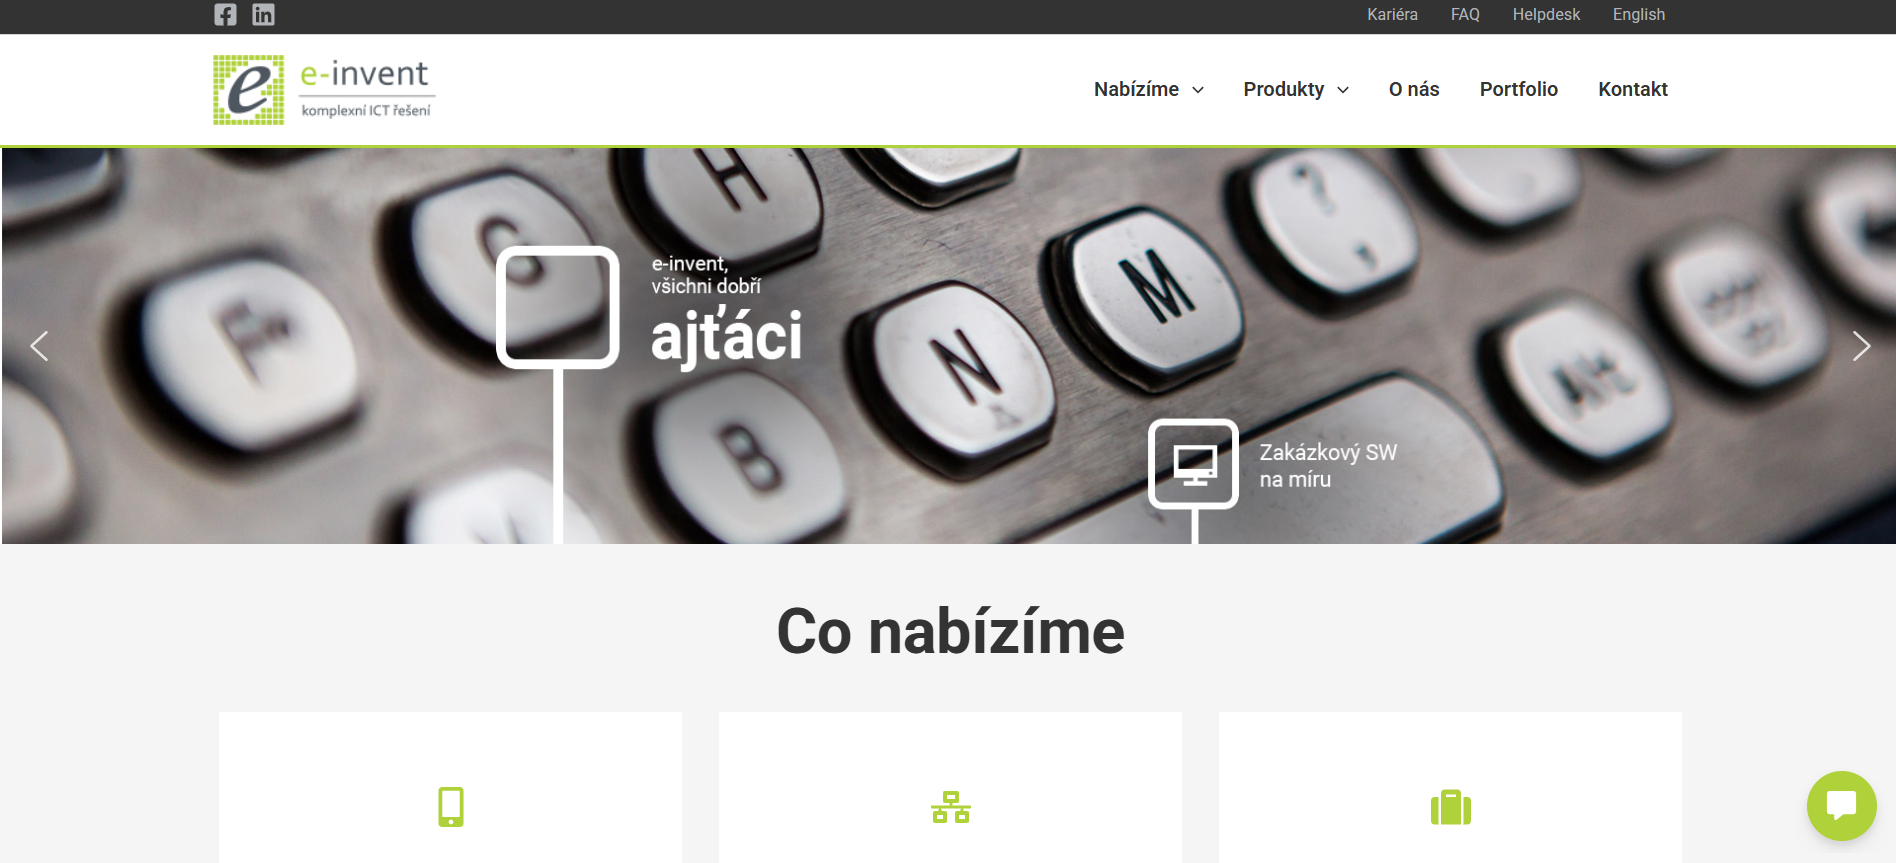 Kariéra FAQ Helpdesk English
e
e-invent
komplexní ICT řešení
Nabízíme Produkty O nás Portfolio Kontakt
H
G
M
?
,
N
B
e-invent,
všichni dobří
ajťáci
Zakázkový SW
na míru
Co nabízíme